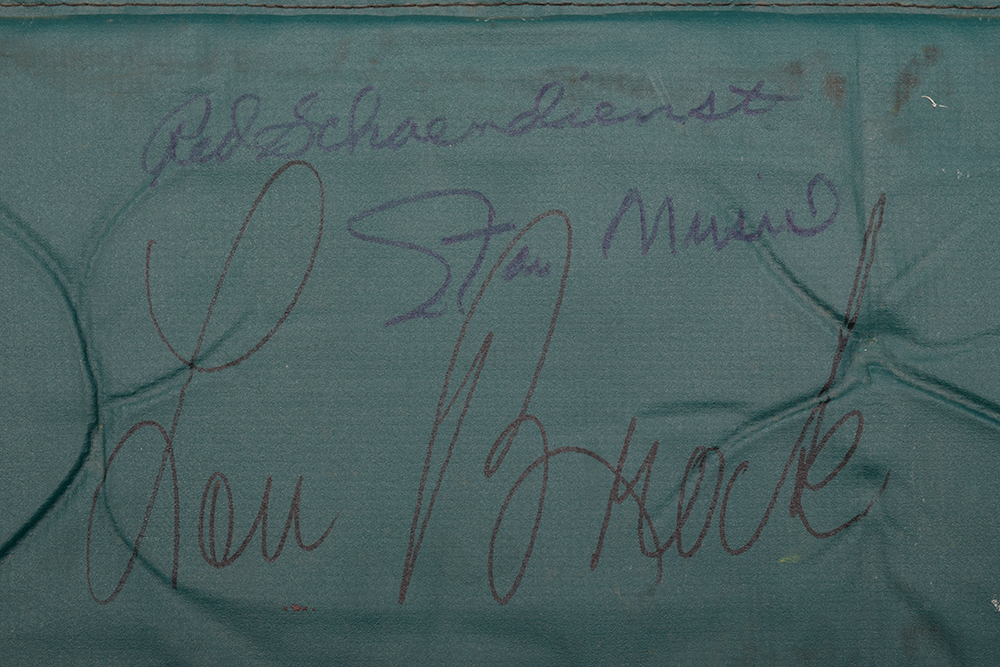 Red Schoendienst
Stan Musial
Lou Brock